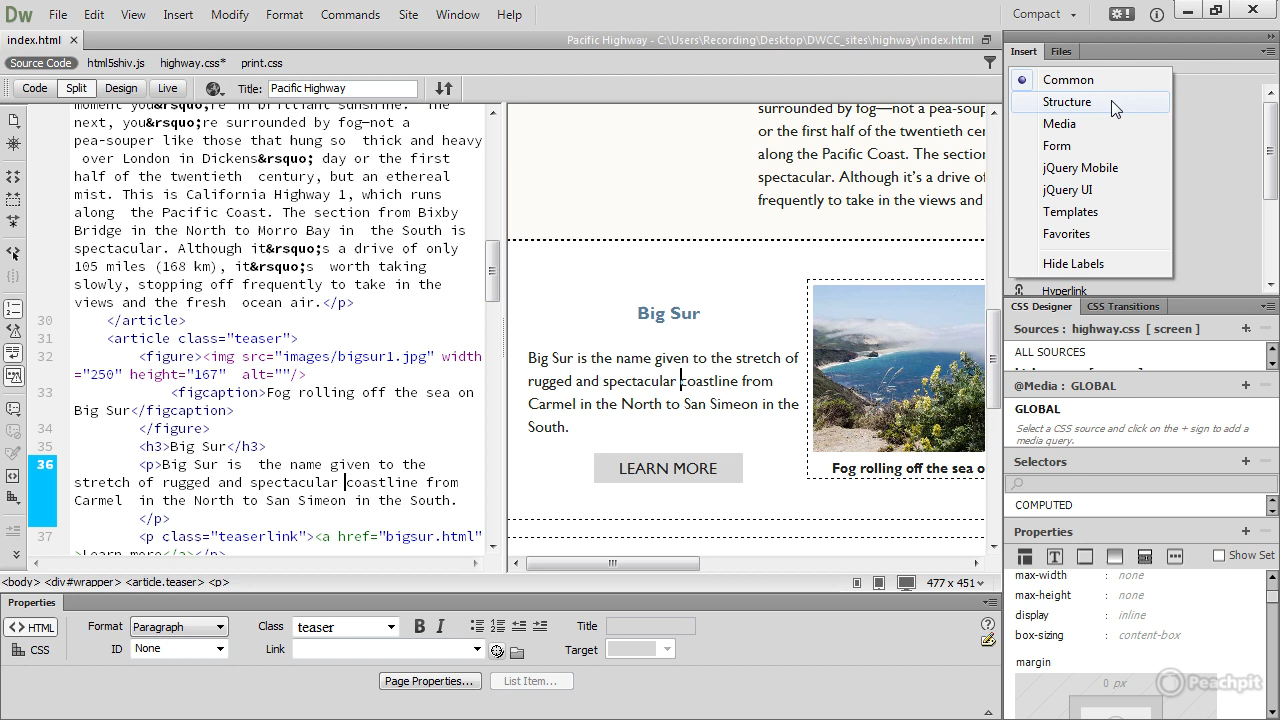 Dw File Edit View Insert Modify Format Commands Site Window Help Compact
index.html Pacific Highway - C:\Users\Recording\Desktop\DWCC_sites\highway\index.html
Source Code html5shiv.js highway.css* print.css
Code Split Design Live Title: Pacific Highway
moment you&rsquo;re in brilliant sunshine. The
next, you&rsquo;re surrounded by fog—not a
pea-souper like those that hung so thick and heavy
over London in Dickens&rsquo; day or the first
half of the twentieth century, but an ethereal
mist. This is California Highway 1, which runs
along the Pacific Coast. The section from Bixby
Bridge in the North to Morro Bay in the South is
spectacular. Although it&rsquo;s a drive of only
105 miles (168 km), it&rsquo;s worth taking
slowly, stopping off frequently to take in the
views and the fresh ocean air.</p>
30 </article>
31 <article class="teaser">
32 <figure><img src="images/bigsur1.jpg" width
="250" height="167" alt=""/>
33 <figcaption>Fog rolling off the sea on
Big Sur</figcaption>
34 </figure>
35 <h3>Big Sur</h3>
36 <p>Big Sur is the name given to the
stretch of rugged and spectacular coastline from
Carmel in the North to San Simeon in the South.
</p>
37 <p class="teaserlink"><a href="bigsur.html"
>Learn more</a></p>
surrounded by fog—not a pea-soup
or the first half of the twentieth cen
along the Pacific Coast. The section
spectacular. Although it's a drive of
frequently to take in the views and
Big Sur
Big Sur is the name given to the stretch of
rugged and spectacular coastline from
Carmel in the North to San Simeon in the
South.
LEARN MORE
Fog rolling off the sea o
Insert Files
Common
Structure
Media
Form
jQuery Mobile
jQuery UI
Templates
Favorites
Hide Labels
Hyperlink
CSS Designer CSS Transitions
Sources : highway.css [ screen ]
ALL SOURCES
@Media : GLOBAL
GLOBAL
Select a CSS source and click on the + sign to add a
media query.
Selectors
COMPUTED
Properties
Show Set
max-width : none
max-height : none
display : inline
box-sizing : content-box
margin
0 px
Peachpit
<body> <div#wrapper> <article.teaser> <p> 477 x 451
Properties
HTML Format Paragraph Class teaser B I Title
CSS ID None Link Target
Page Properties... List Item...